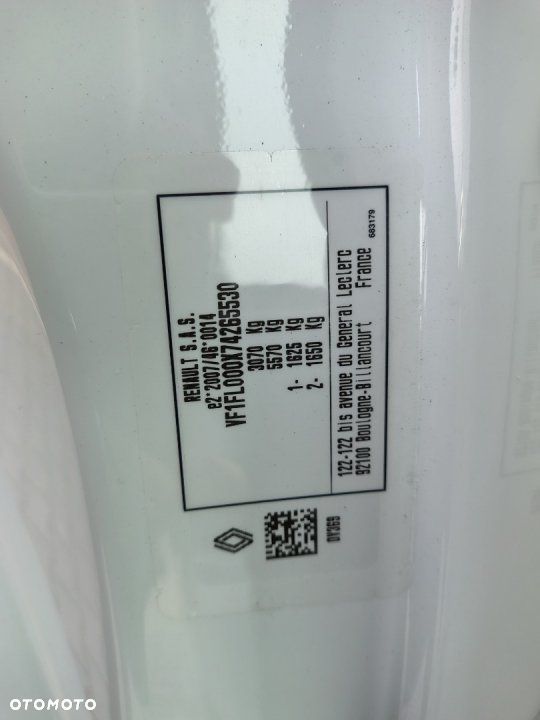 RENAULT S.A.S.
e2*2007/46*0014
VF1FL000X74265530
3070 Kg
5570 Kg
1- 1625 Kg
2- 1650 Kg
122-122 bis avenue du General Leclerc
92100 Boulogne-Billancourt France
683179
OY369
OTOMOTO